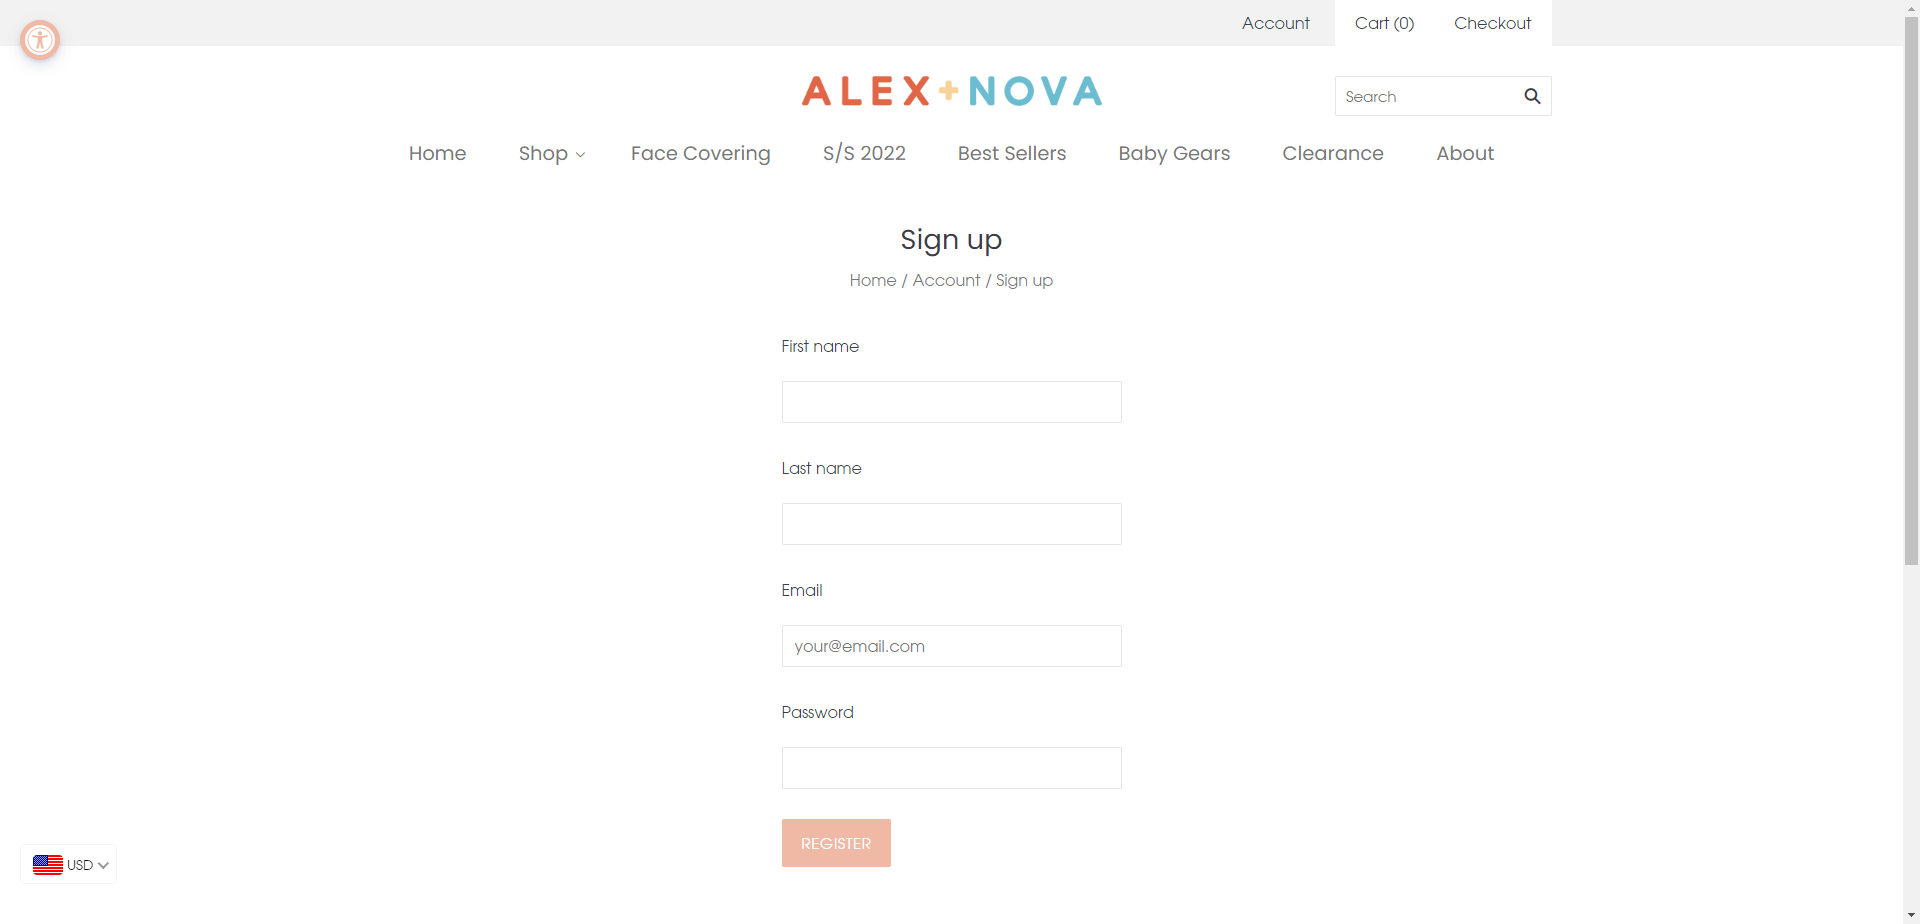 Account Cart (0) Checkout
ALEX+NOVA
Search
Home Shop Face Covering S/S 2022 Best Sellers Baby Gears Clearance About
Sign up
Home / Account / Sign up
First name
Last name
Email
your@email.com
Password
REGISTER
USD